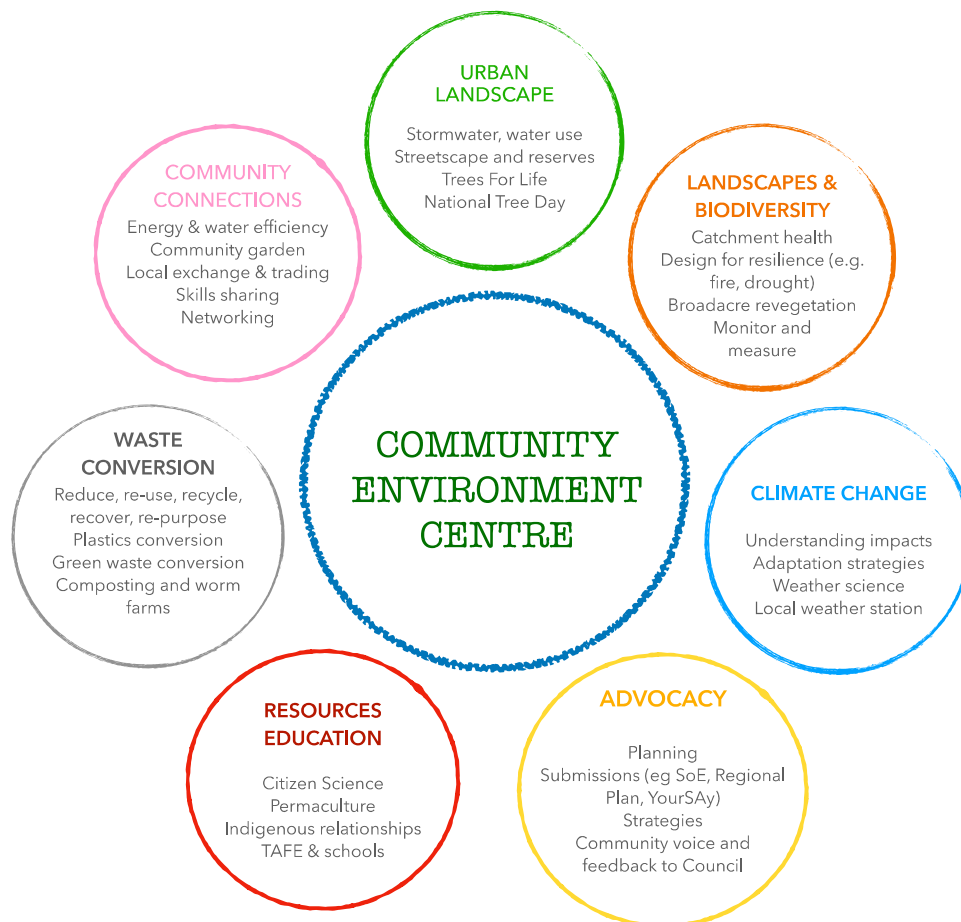 URBAN
LANDSCAPE
Stormwater, water use
Streetscape and reserves
Trees For Life
National Tree Day
COMMUNITY
CONNECTIONS
Energy & water efficiency
Community garden
Local exchange & trading
Skills sharing
Networking
LANDSCAPES &
BIODIVERSITY
Catchment health
Design for resilience (e.g.
fire, drought)
Broadacre revegetation
Monitor and
measure
COMMUNITY
ENVIRONMENT
CENTRE
WASTE
CONVERSION
Reduce, re-use, recycle,
recover, re-purpose
Plastics conversion
Green waste conversion
Composting and worm
farms
CLIMATE CHANGE
Understanding impacts
Adaptation strategies
Weather science
Local weather station
RESOURCES
EDUCATION
Citizen Science
Permaculture
Indigenous relationships
TAFE & schools
ADVOCACY
Planning
Submissions (eg SoE, Regional
Plan, YourSAy)
Strategies
Community voice and
feedback to Council